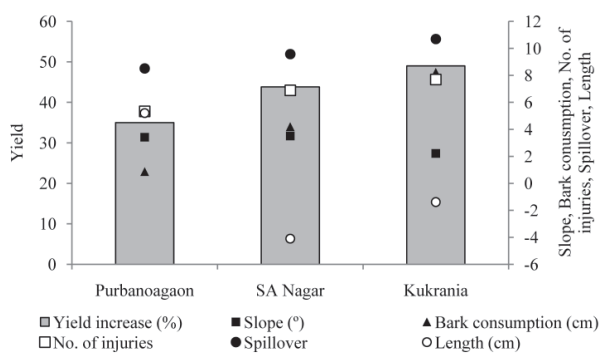 60
50
40
30
20
10
0
Yield
12
10
8
6
4
2
0
-2
-4
-6
Slope, Bark consusmption, No. of
injuries, Spillover, Length
Purbanoagaon SA Nagar Kukrania
Yield increase (%) Slope (º) Bark consumption (cm)
No. of injuries Spillover Length (cm)